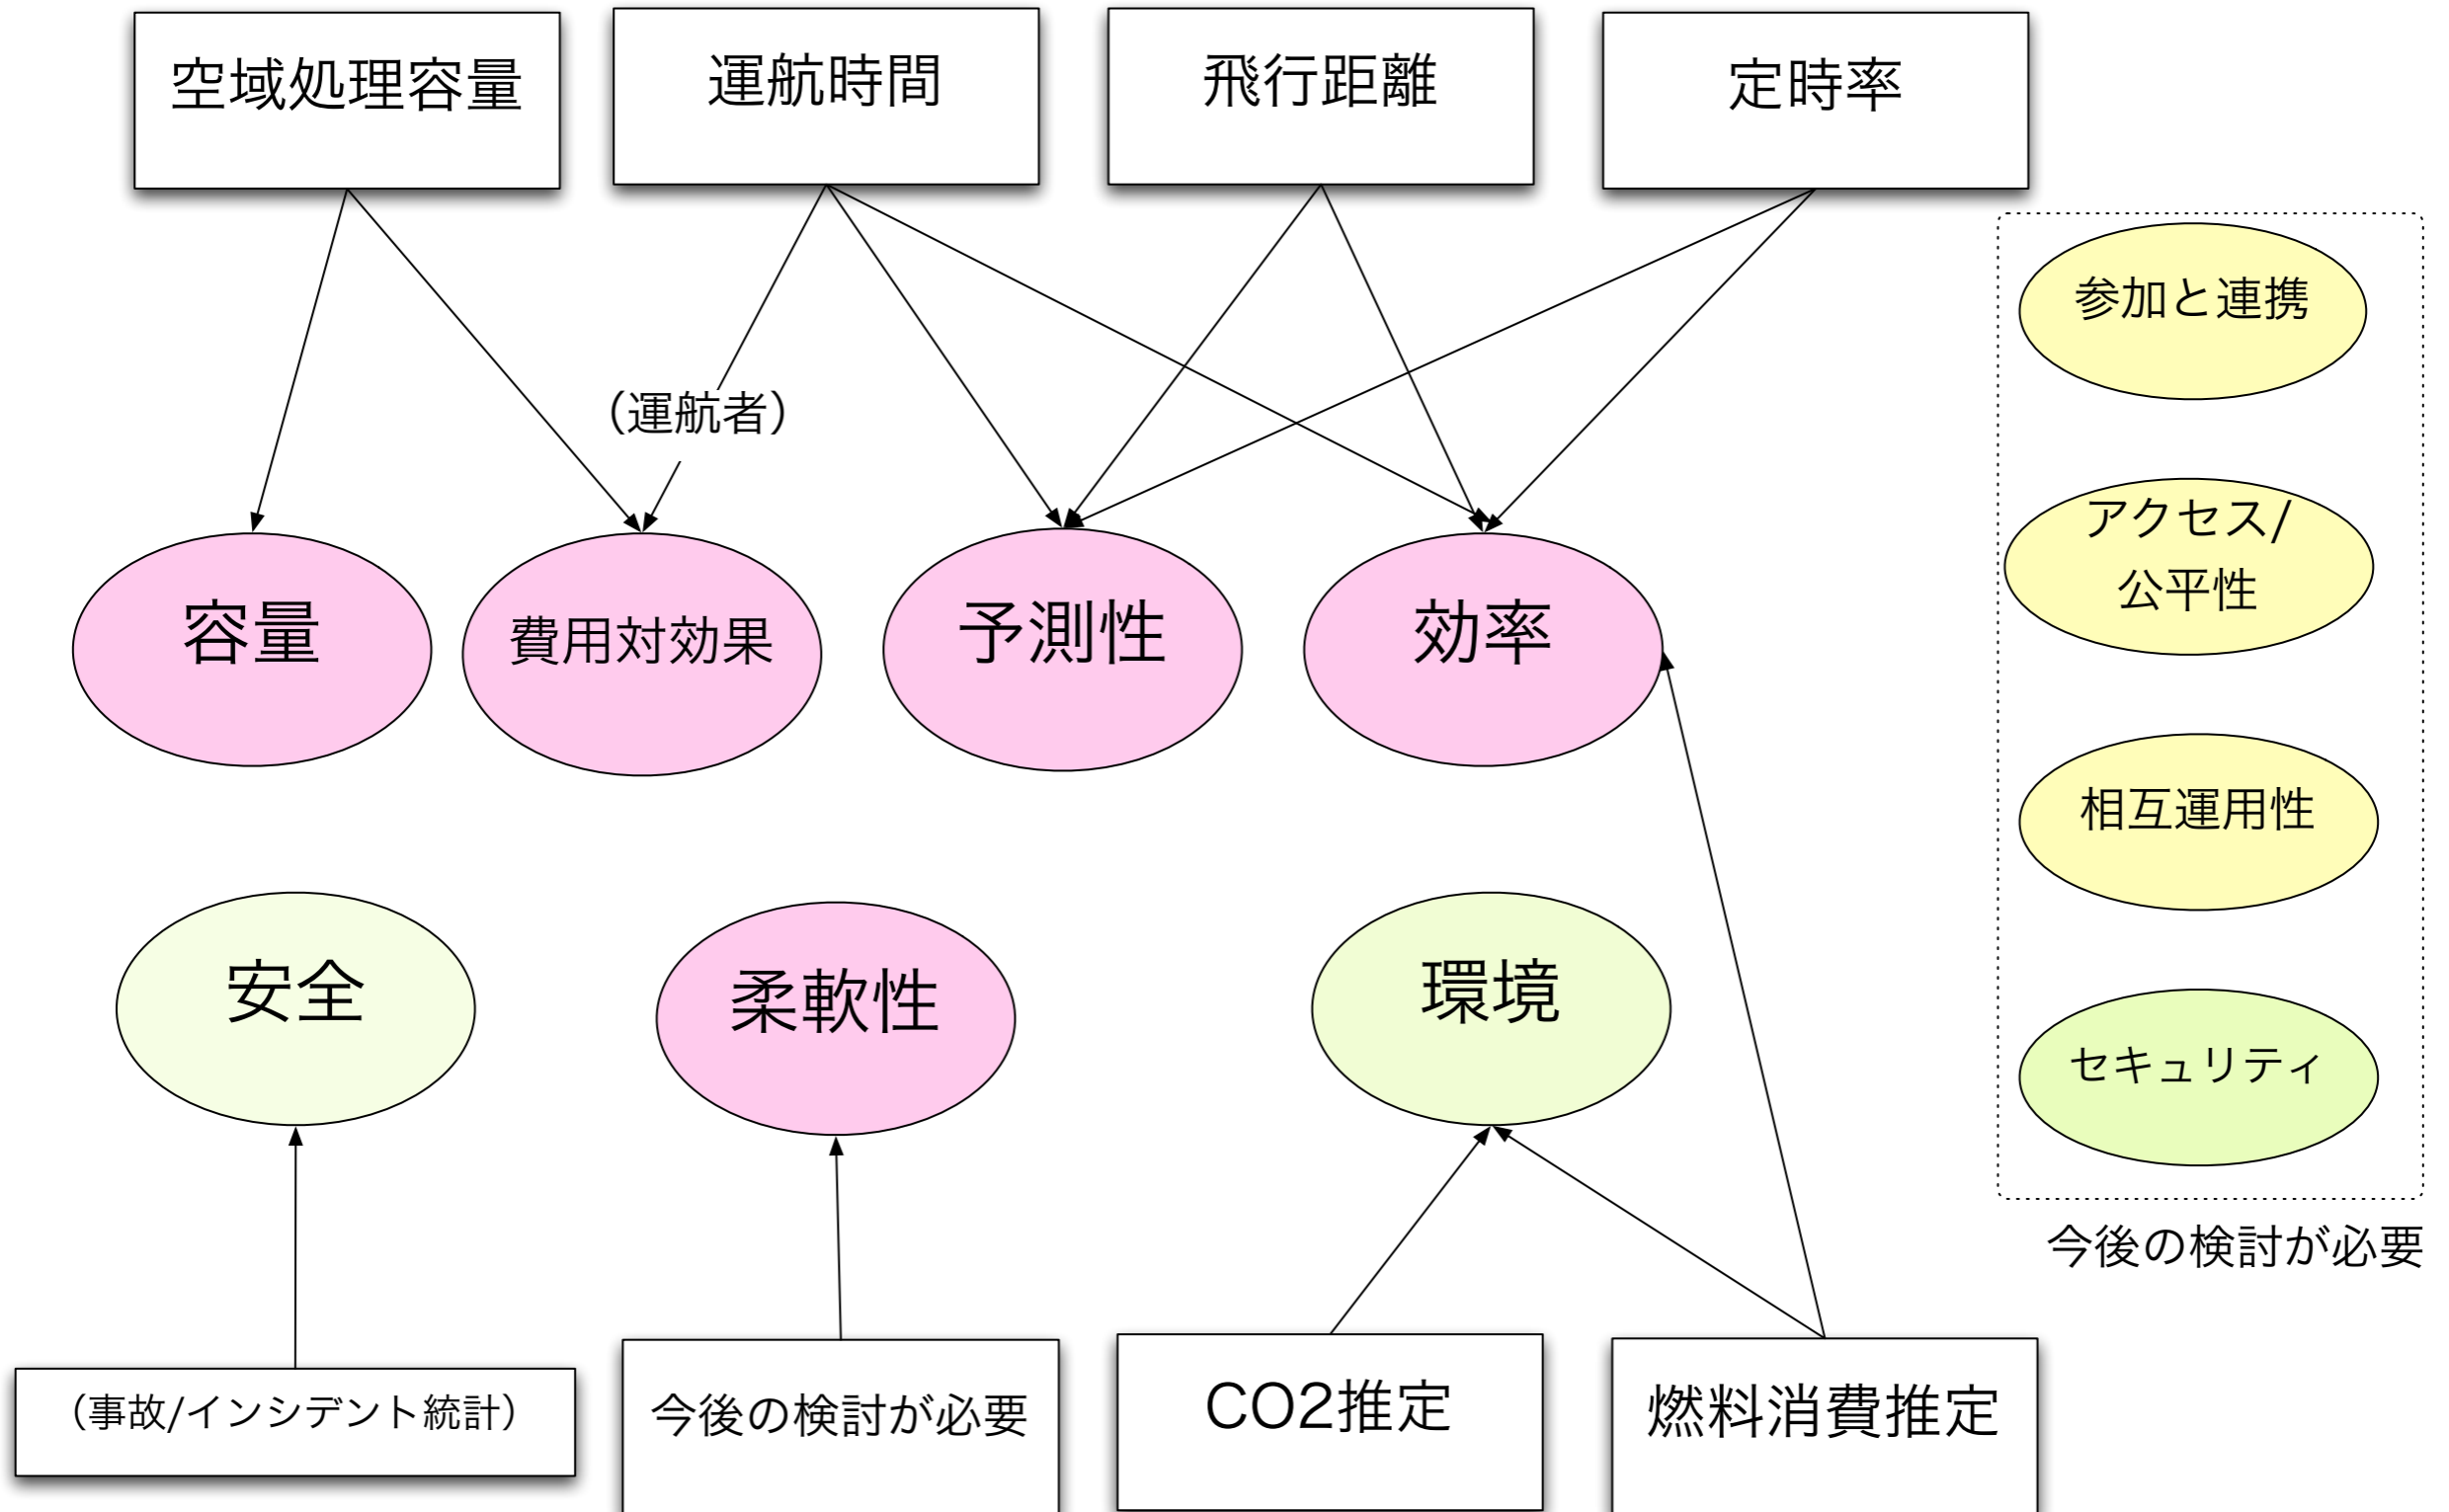 空域処理容量
運航時間
飛行距離
定時率
参加と連携
（運航者）
アクセス/
公平性
容量
費用対効果
予測性
効率
相互運用性
安全
柔軟性
環境
セキュリティ
今後の検討が必要
（事故/インシデント統計）
今後の検討が必要
CO2推定
燃料消費推定